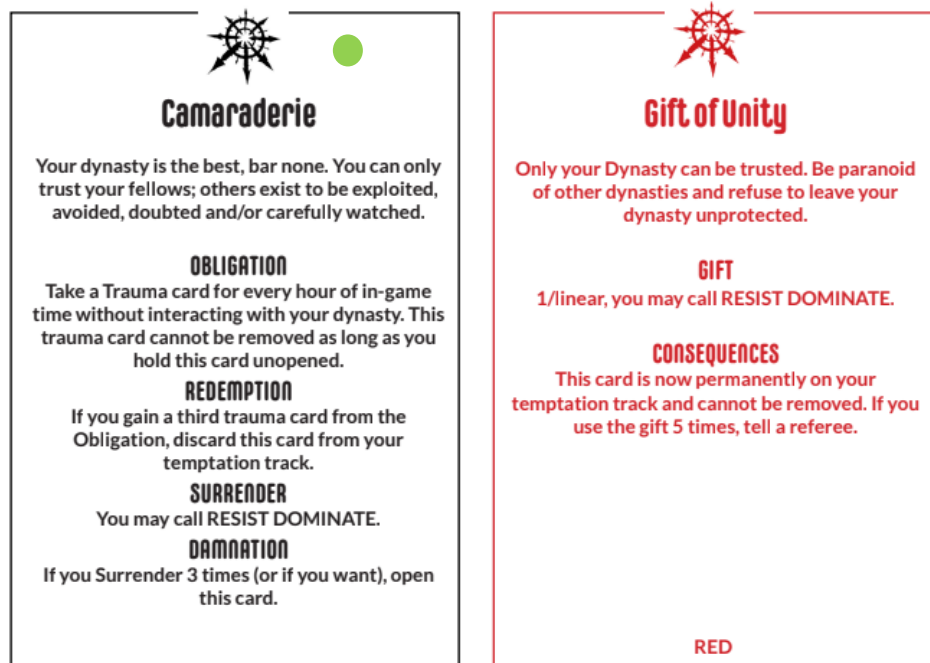 Camaraderie
Your dynasty is the best, bar none. You can only
trust your fellows; others exist to be exploited,
avoided, doubted and/or carefully watched.
OBLIGATION
Take a Trauma card for every hour of in-game
time without interacting with your dynasty. This
trauma card cannot be removed as long as you
hold this card unopened.
REDEMPTION
If you gain a third trauma card from the
Obligation, discard this card from your
temptation track.
SURRENDER
You may call RESIST DOMINATE.
DAMNATION
If you Surrender 3 times (or if you want), open
this card.
Gift of Unity
Only your Dynasty can be trusted. Be paranoid
of other dynasties and refuse to leave your
dynasty unprotected.
GIFT
1/linear, you may call RESIST DOMINATE.
CONSEQUENCES
This card is now permanently on your
temptation track and cannot be removed. If you
use the gift 5 times, tell a referee.
RED